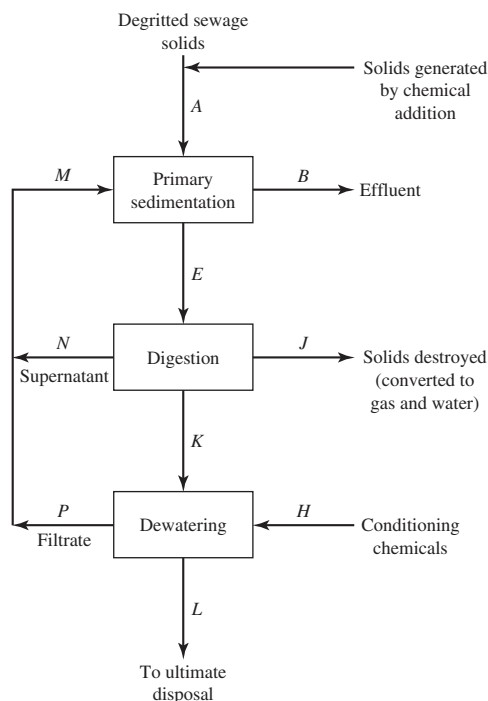 Degritted sewage
solids
Solids generated
by chemical
addition
A
M
Primary
sedimentation
B
Effluent
E
N
Supernatant
Digestion
J
Solids destroyed
(converted to
gas and water)
K
P
Filtrate
Dewatering
H
Conditioning
chemicals
L
To ultimate
disposal